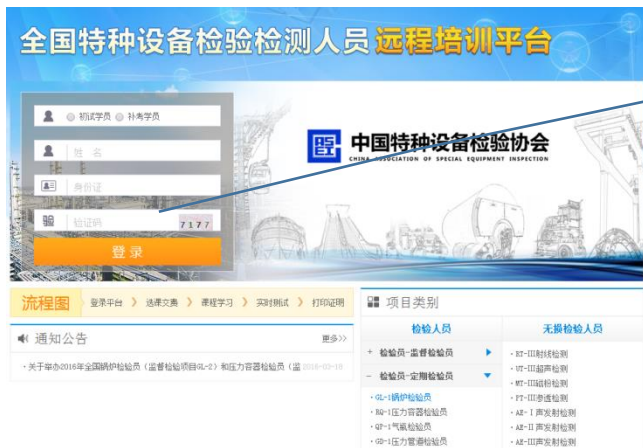 全国特种设备检验检测人员远程培训平台
初试学员 补考学员
姓 名
身份证
验 验证码 7177
登录
中国特种设备检验协会
CHINA ASSOCIATION OF SPECIAL EQUIPMENT INSPECTION
流程图 登录平台 》 选课交费 》 课程学习 》 实时测试 》 打印证明
通知公告 更多>>
·关于举办2016年全国锅炉检验员（监督检验项目GL-2）和压力容器检验员（监 2016-03-16
项目类别
检验人员 无损检验人员
+ 检验员-监督检验员
- 检验员-定期检验员
·GL-1锅炉检验员
·RQ-1压力容器检验员
·QP-1气瓶检验员
·GD-1压力管道检验员
·RT-III射线检测
·UT-III超声检测
·MT-III磁粉检测
·PT-III渗透检测
·AE-I声发射检测
·AE-II声发射检测
·AE-III声发射检测